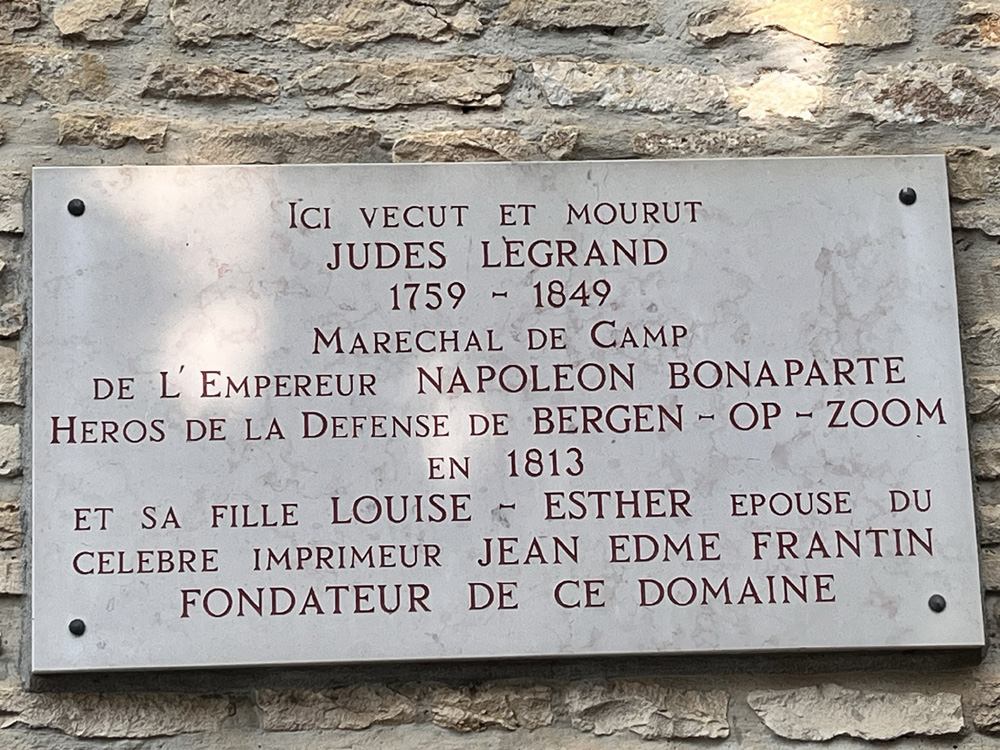 ICI VECUT ET MOURUT
JUDES LEGRAND
1759 - 1849
MARECHAL DE CAMP
DE L'EMPEREUR NAPOLEON BONAPARTE
HEROS DE LA DEFENSE DE BERGEN - OP - ZOOM
EN 1813
ET SA FILLE LOUISE - ESTHER EPOUSE DU
CELEBRE IMPRIMEUR JEAN EDME FRANTIN
FONDATEUR DE CE DOMAINE